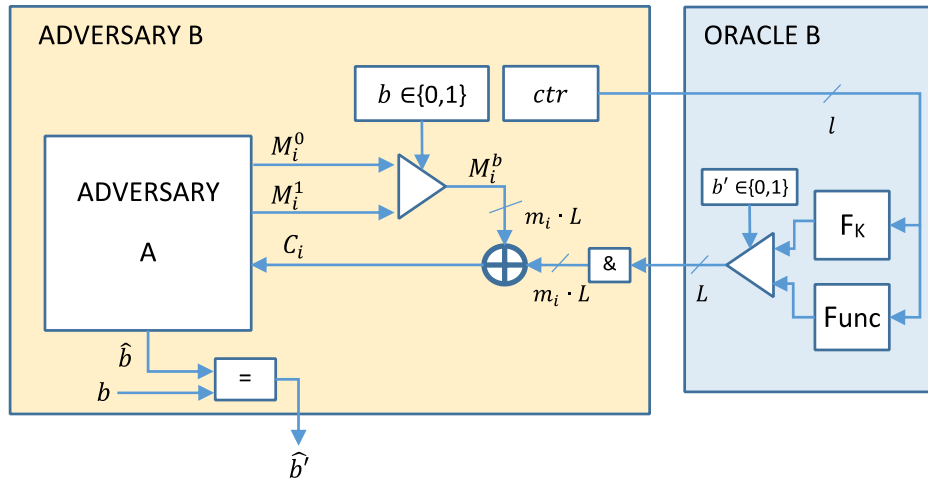 ADVERSARY B
ORACLE B
b ∈{0,1}
ctr
l
M_i^0
M_i^1
M_i^b
ADVERSARY
A
m_i · L
b′ ∈{0,1}
F_K
C_i
&
m_i · L
L
Func
b̂
=
b
b̂′